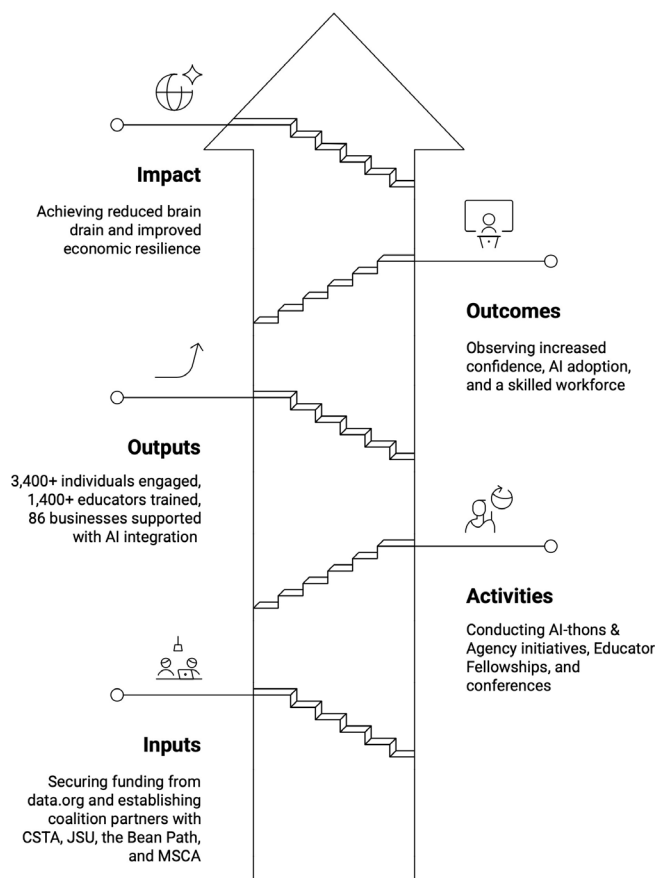 Impact
Achieving reduced brain
drain and improved
economic resilience
Outcomes
Observing increased
confidence, AI adoption,
and a skilled workforce
Outputs
3,400+ individuals engaged,
1,400+ educators trained,
86 businesses supported
with AI integration
Activities
Conducting AI-thons &
Agency initiatives, Educator
Fellowships, and
conferences
Inputs
Securing funding from
data.org and establishing
coalition partners with
CSTA, JSU, the Bean Path,
and MSCA